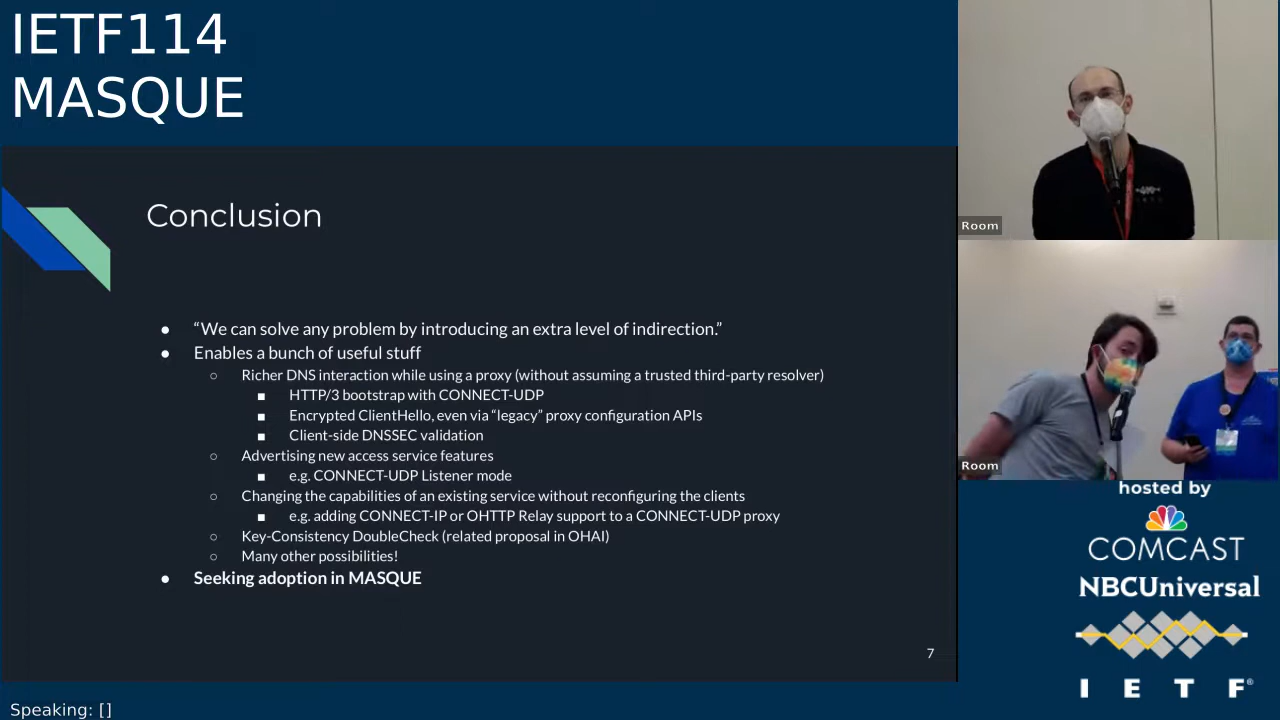 IETF114
MASQUE
Conclusion
● “We can solve any problem by introducing an extra level of indirection.”
● Enables a bunch of useful stuff
○ Richer DNS interaction while using a proxy (without assuming a trusted third-party resolver)
■ HTTP/3 bootstrap with CONNECT-UDP
■ Encrypted ClientHello, even via “legacy” proxy configuration APIs
■ Client-side DNSSEC validation
○ Advertising new access service features
■ e.g. CONNECT-UDP Listener mode
○ Changing the capabilities of an existing service without reconfiguring the clients
■ e.g. adding CONNECT-IP or OHTTP Relay support to a CONNECT-UDP proxy
○ Key-Consistency DoubleCheck (related proposal in OHAI)
○ Many other possibilities!
● Seeking adoption in MASQUE
7
Room
Room
hosted by
COMCAST
NBCUniversal
I E T F®
Speaking: []